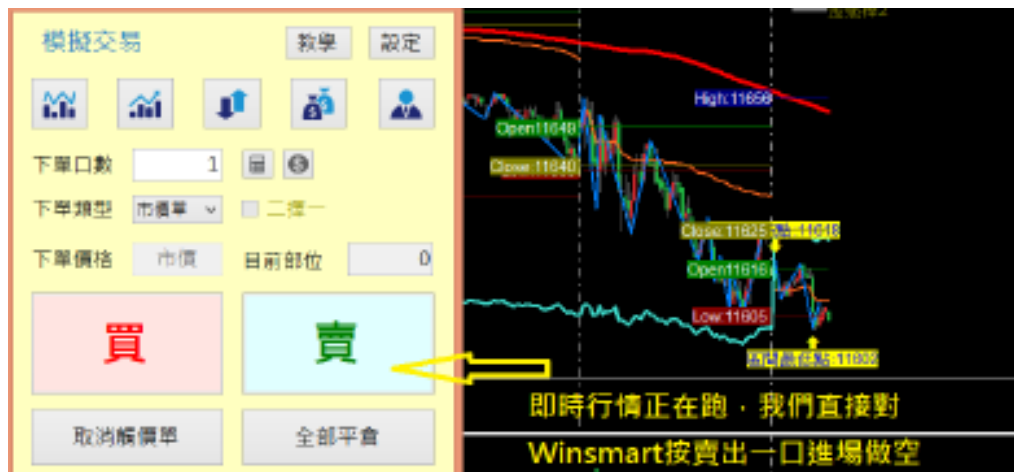 模擬交易
教學
設定
下單口數
1
下單類型
市價單
二擇一
下單價格
市價
目前部位
0
買
賣
取消觸價單
全部平倉
High:11656
Open11648
Close:11640
Close:11625
Open11616
Low:11605
即時行情正在跑，我們直接對
Winsmart按賣出一口進場做空